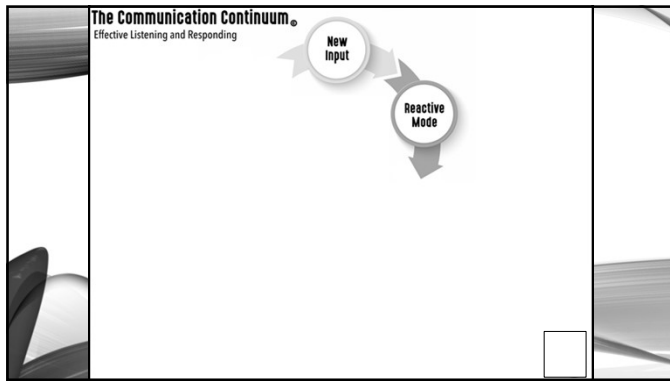 The Communication Continuum®
Effective Listening and Responding
New
Input
Reactive
Mode